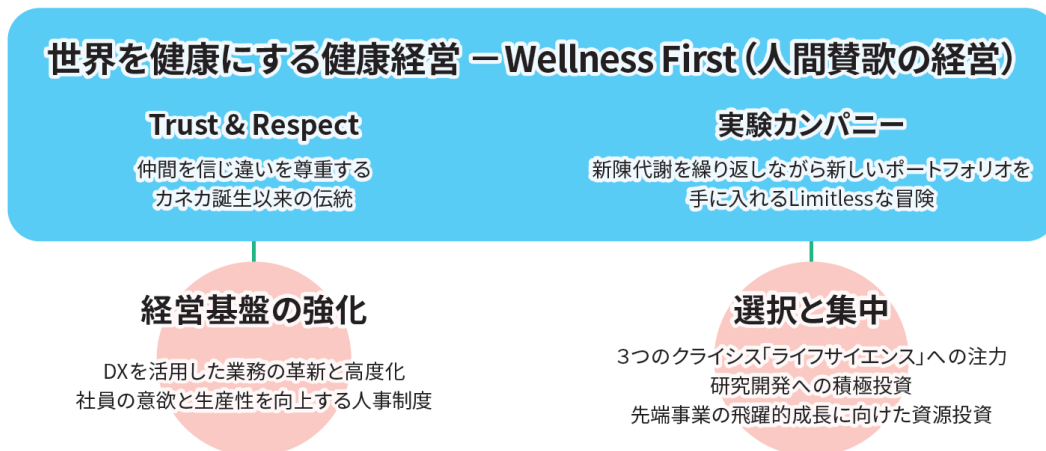 世界を健康にする健康経営 ーWellness First（人間賛歌の経営）
Trust & Respect
仲間を信じ違いを尊重する
カネカ誕生以来の伝統
実験カンパニー
新陳代謝を繰り返しながら新しいポートフォリオを
手に入れるLimitlessな冒険
経営基盤の強化
DXを活用した業務の革新と高度化
社員の意欲と生産性を向上する人事制度
選択と集中
3つのクライシス「ライフサイエンス」への注力
研究開発への積極投資
先端事業の飛躍的成長に向けた資源投資